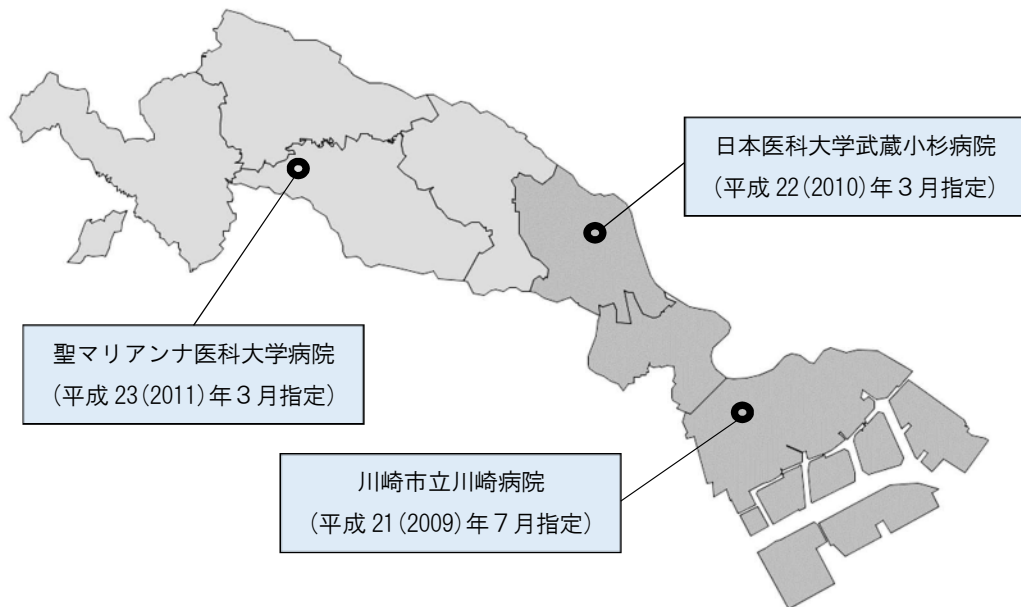 日本医科大学武蔵小杉病院
（平成 22(2010)年３月指定）
聖マリアンナ医科大学病院
（平成 23(2011)年３月指定）
川崎市立川崎病院
（平成 21(2009)年７月指定）